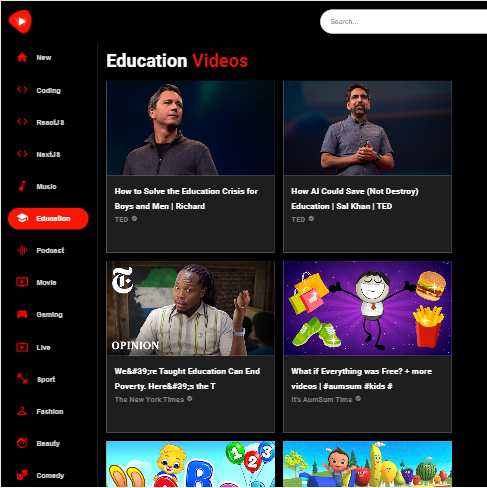 Search...
New
Coding
ReactJS
NextJS
Music
Education
Podcast
Movie
Gaming
Live
Sport
Fashion
Beauty
Comedy
Education Videos
How to Solve the Education Crisis for
Boys and Men | Richard
TED
How AI Could Save (Not Destroy)
Education | Sal Khan | TED
TED
T
OPINION
We&#39;re Taught Education Can End
Poverty. Here&#39;s the T
The New York Times
What if Everything was Free? + more
videos | #aumsum #kids #
It's AumSum Time
A B
1 2 3